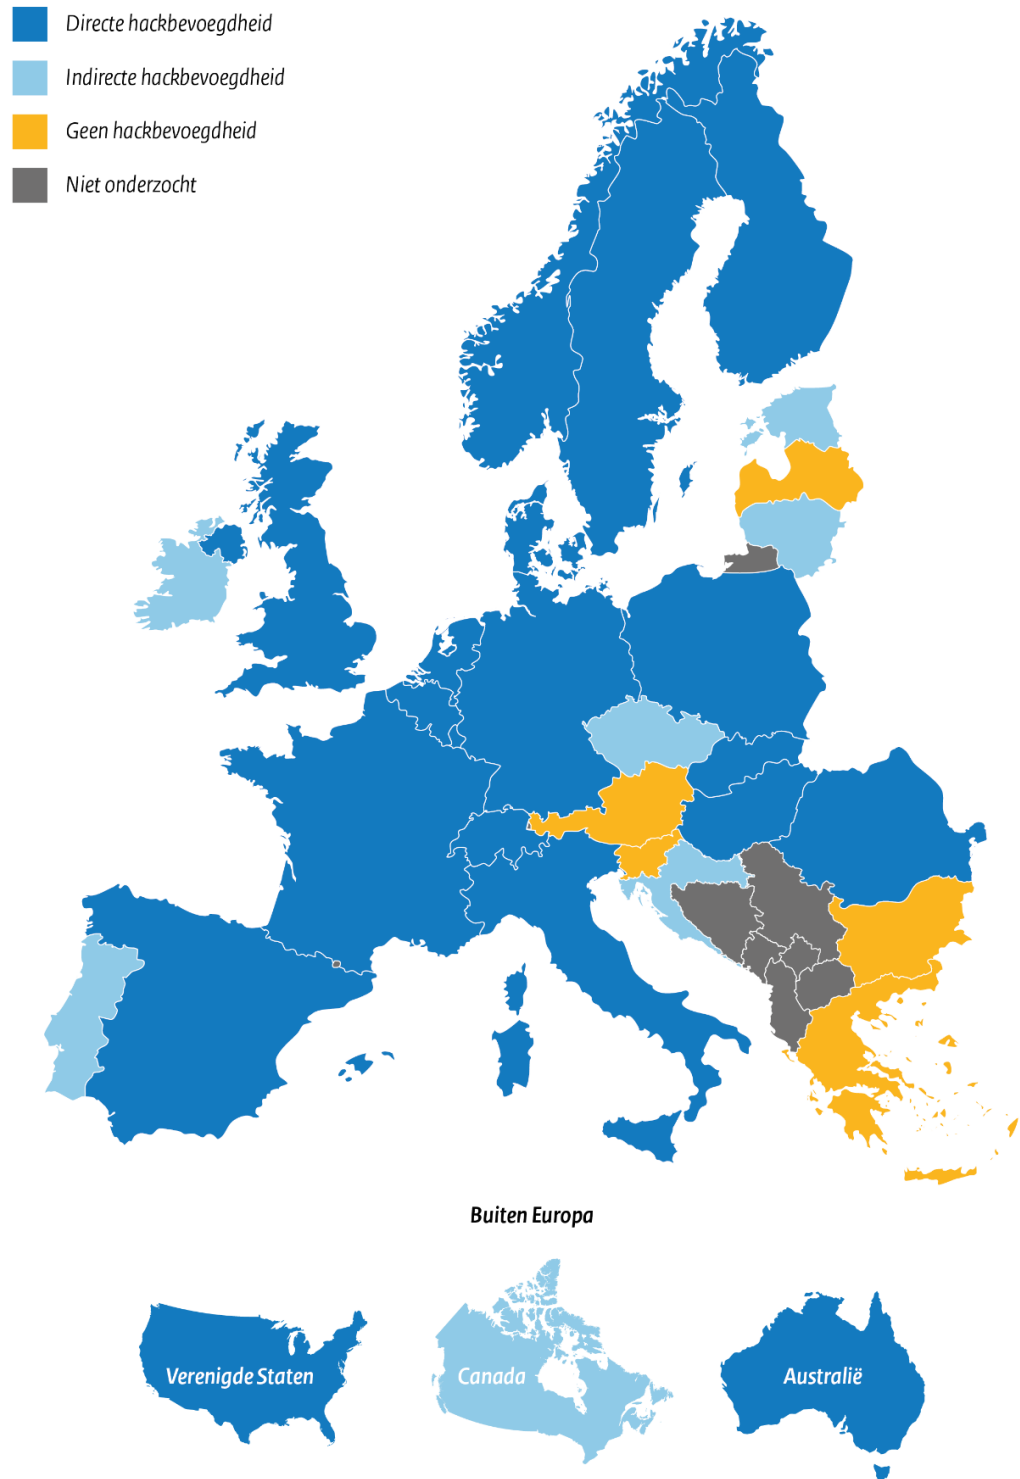 Directe hackbevoegdheid
Indirecte hackbevoegdheid
Geen hackbevoegdheid
Niet onderzocht
Buiten Europa
Verenigde Staten
Canada
Australië